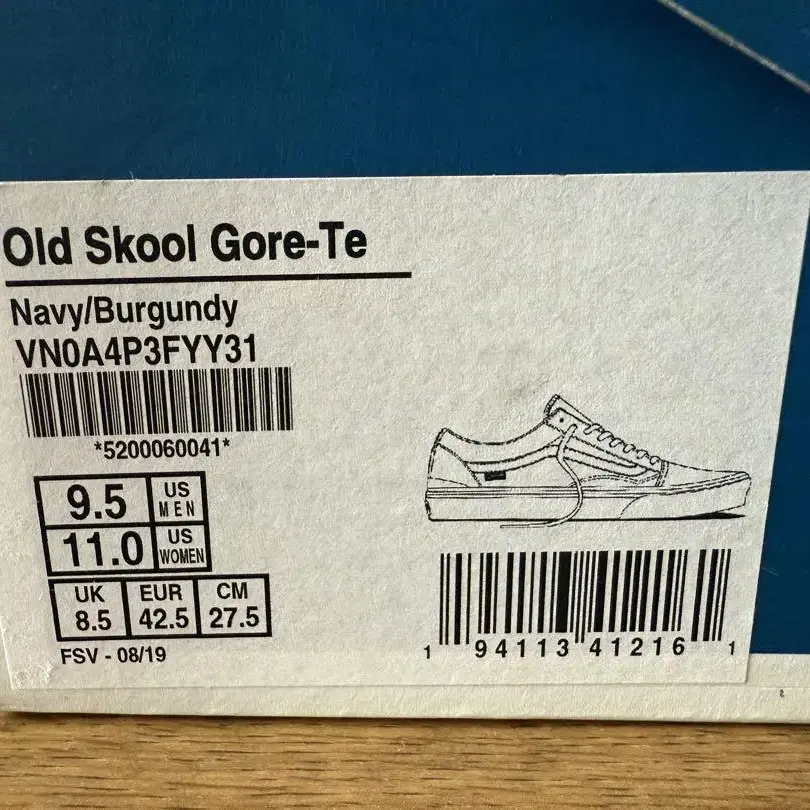 Old Skool Gore-Te
Navy/Burgundy
VN0A4P3FYY31
*5200060041*
9.5 US MEN
11.0 US WOMEN
UK EUR CM
8.5 42.5 27.5
FSV - 08/19
1 94113 41216 1